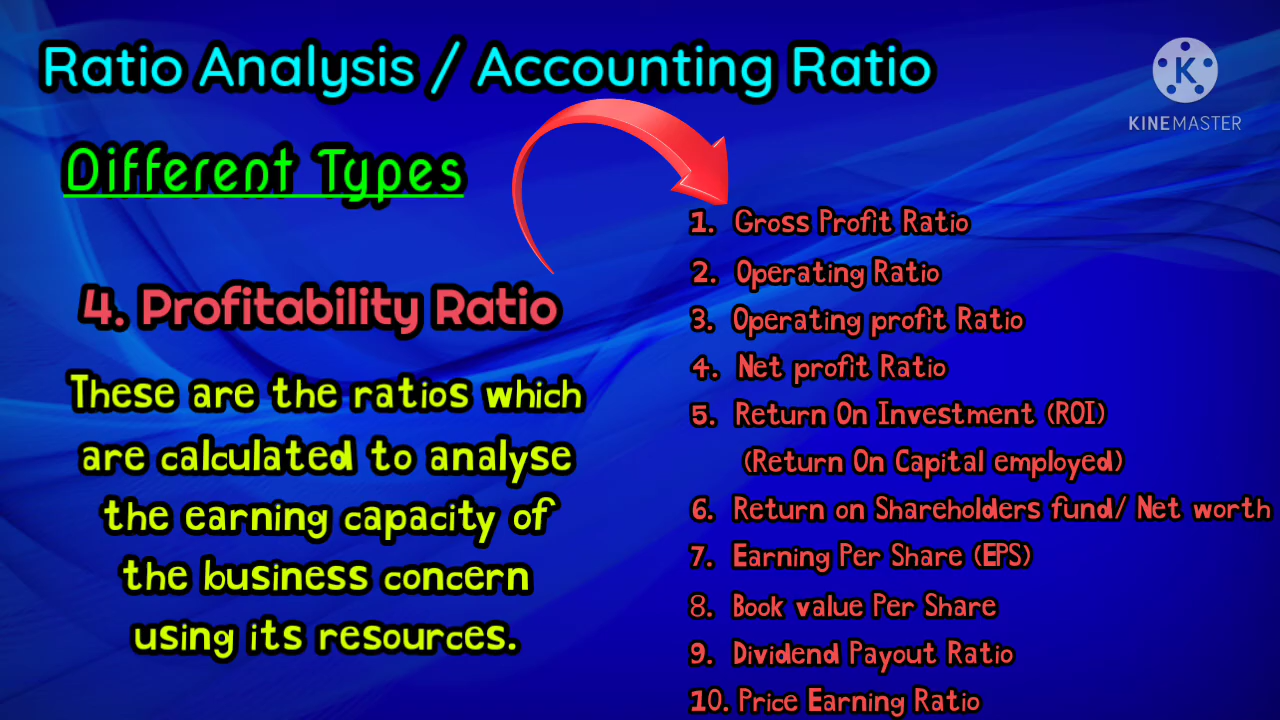 Ratio Analysis / Accounting Ratio
K
KINEMASTER
Different Types
4. Profitability Ratio
These are the ratios which
are calculated to analyse
the earning capacity of
the business concern
using its resources.
1. Gross Profit Ratio
2. Operating Ratio
3. Operating profit Ratio
4. Net profit Ratio
5. Return On Investment (ROI)
(Return On Capital employed)
6. Return on Shareholders fund/ Net worth
7. Earning Per Share (EPS)
8. Book value Per Share
9. Dividend Payout Ratio
10. Price Earning Ratio